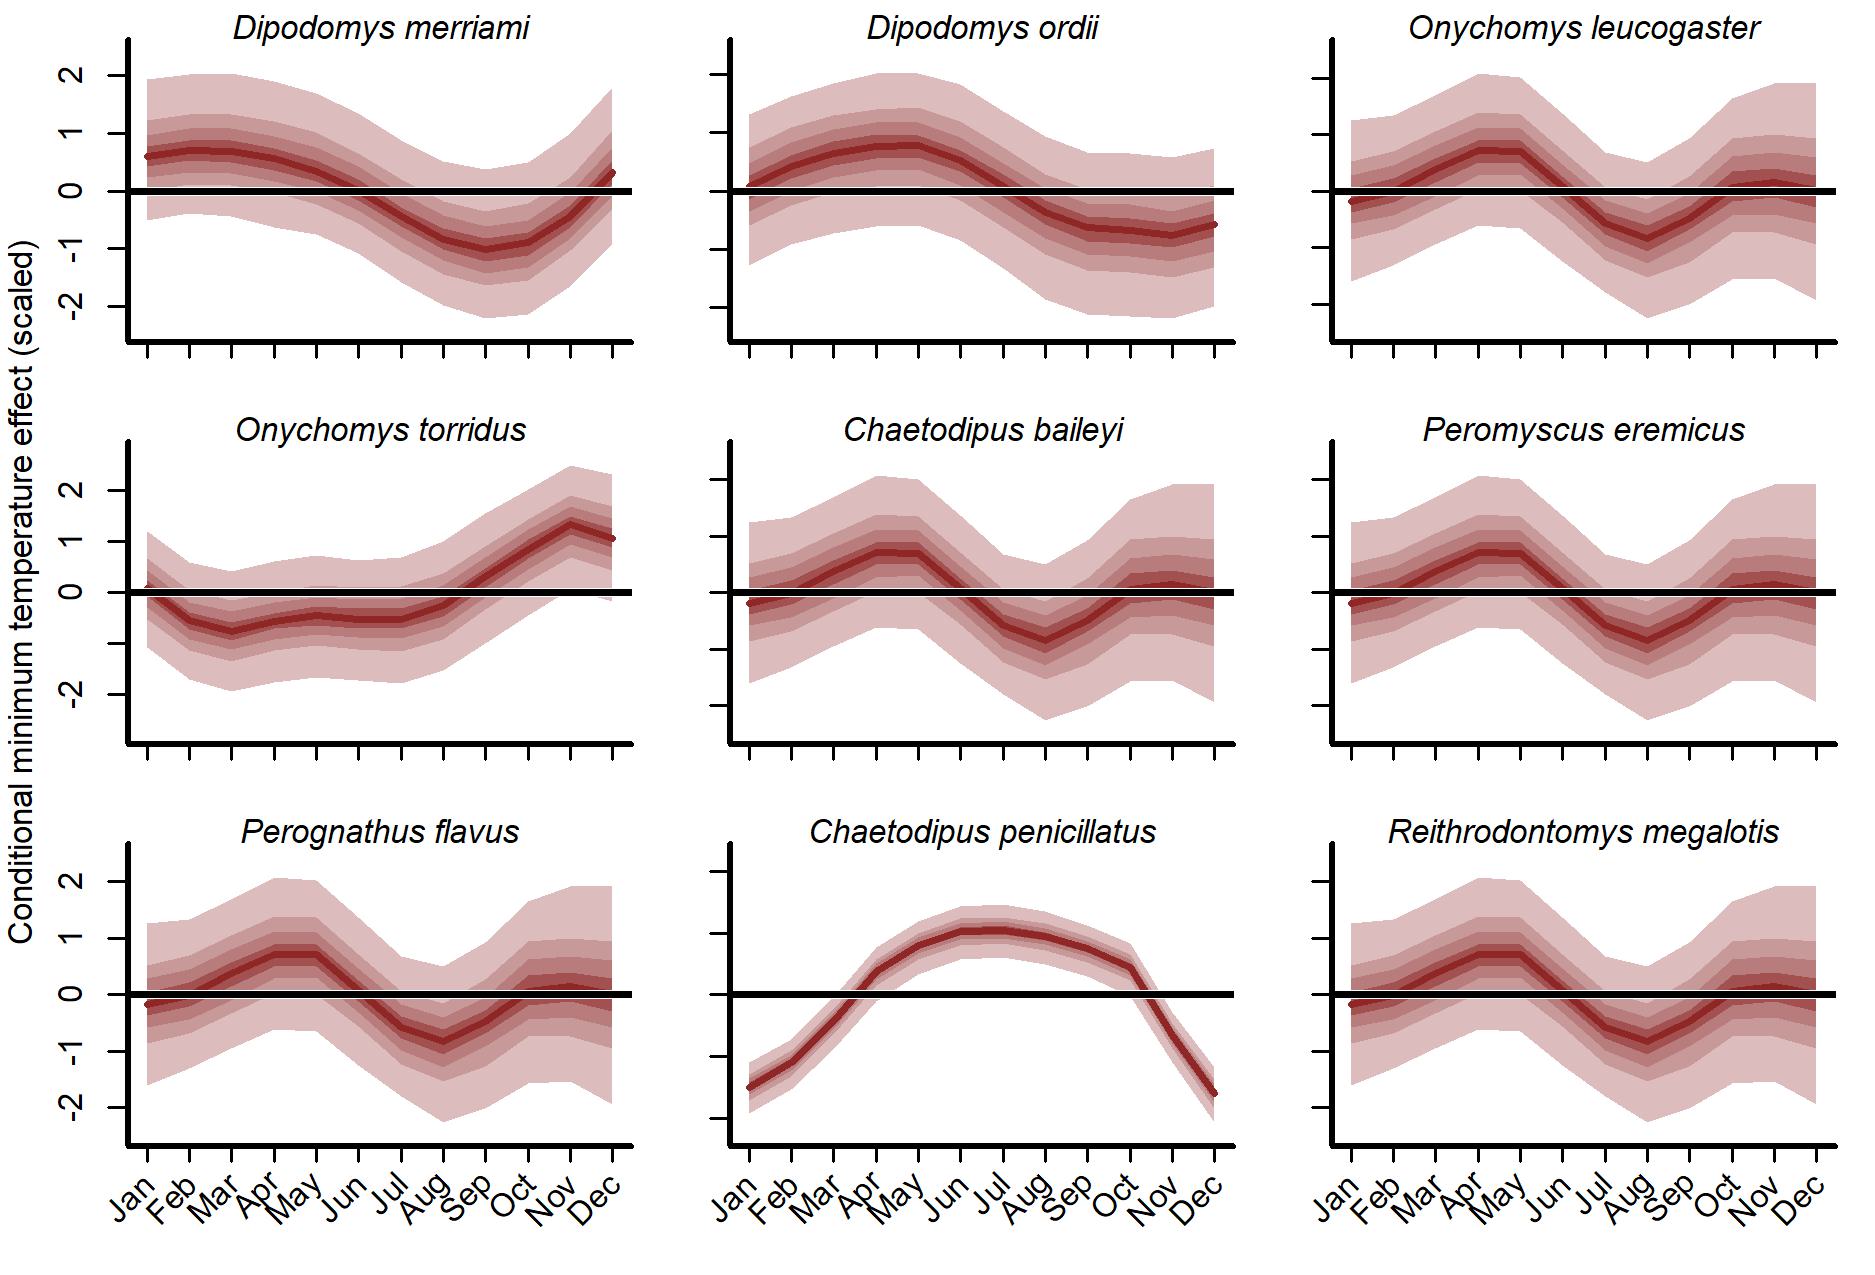 Conditional minimum temperature effect (scaled)
Dipodomys merriami
Dipodomys ordii
Onychomys leucogaster
2
1
0
-1
-2
Onychomys torridus
Chaetodipus baileyi
Peromyscus eremicus
2
1
0
-2
Perognathus flavus
Chaetodipus penicillatus
Reithrodontomys megalotis
2
1
0
-1
-2
Jan Feb Mar Apr May Jun Jul Aug Sep Oct Nov Dec
Jan Feb Mar Apr May Jun Jul Aug Sep Oct Nov Dec
Jan Feb Mar Apr May Jun Jul Aug Sep Oct Nov Dec